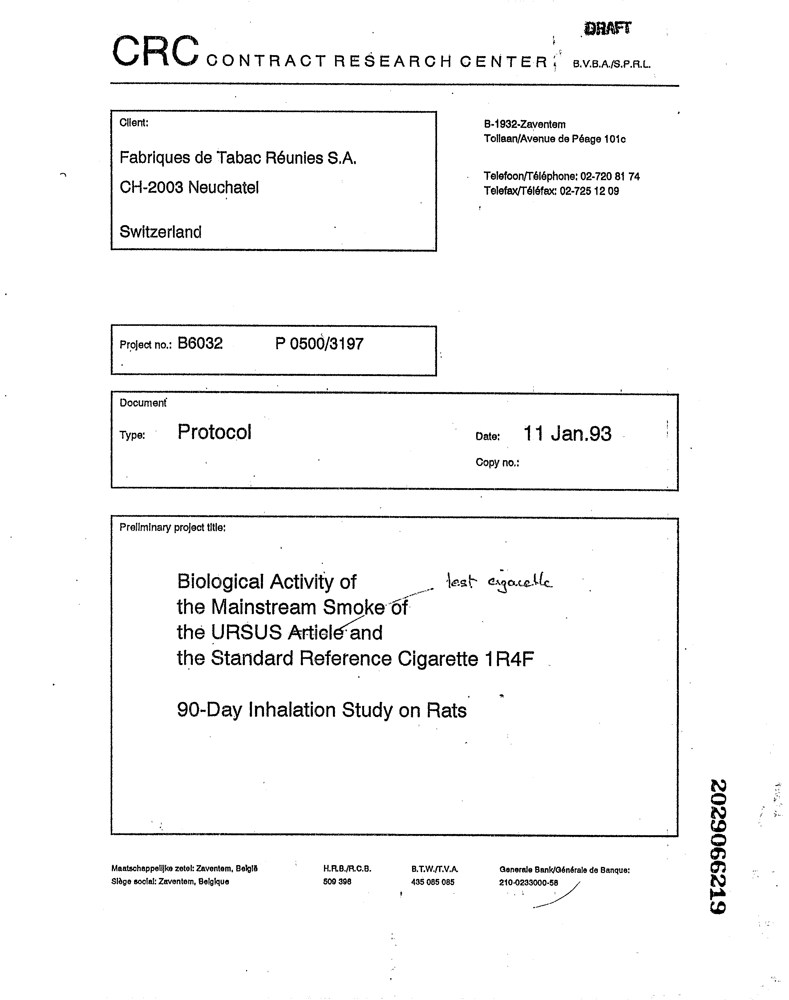 DRAFT
CRC CONTRACT RESEARCH CENTER B.V.B.A./S.P.R.L.
Client:
Fabriques de Tabac Réunies S.A.
CH-2003 Neuchatel
Switzerland
B-1932-Zaventem
Tollaan/Avenue de Péage 101c
Telefoon/Téléphone: 02-720 81 74
Telefax/Téléfax: 02-725 12 09
Project no.: B6032 P 0500/3197
Document
Type: Protocol
Date: 11 Jan.93
Copy no.:
Preliminary project title:
Biological Activity of
test cigarette
the Mainstream Smoke of
the URSUS Article and
the Standard Reference Cigarette 1R4F
90-Day Inhalation Study on Rats
Maatschappelijke zetel: Zaventem, België
Siège social: Zaventem, Belgique
H.R.B./R.C.B.
509 396
B.T.W./T.V.A.
435 085 085
Generale Bank/Générale de Banque:
210-0233000-58
2029066219